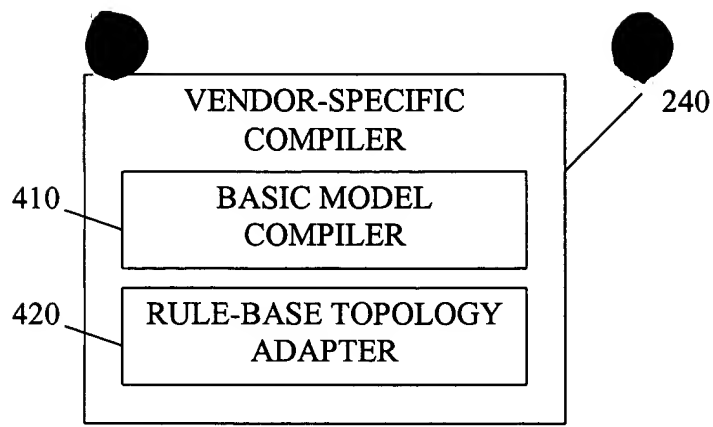 VENDOR-SPECIFIC
COMPILER
240
410
BASIC MODEL
COMPILER
420
RULE-BASE TOPOLOGY
ADAPTER